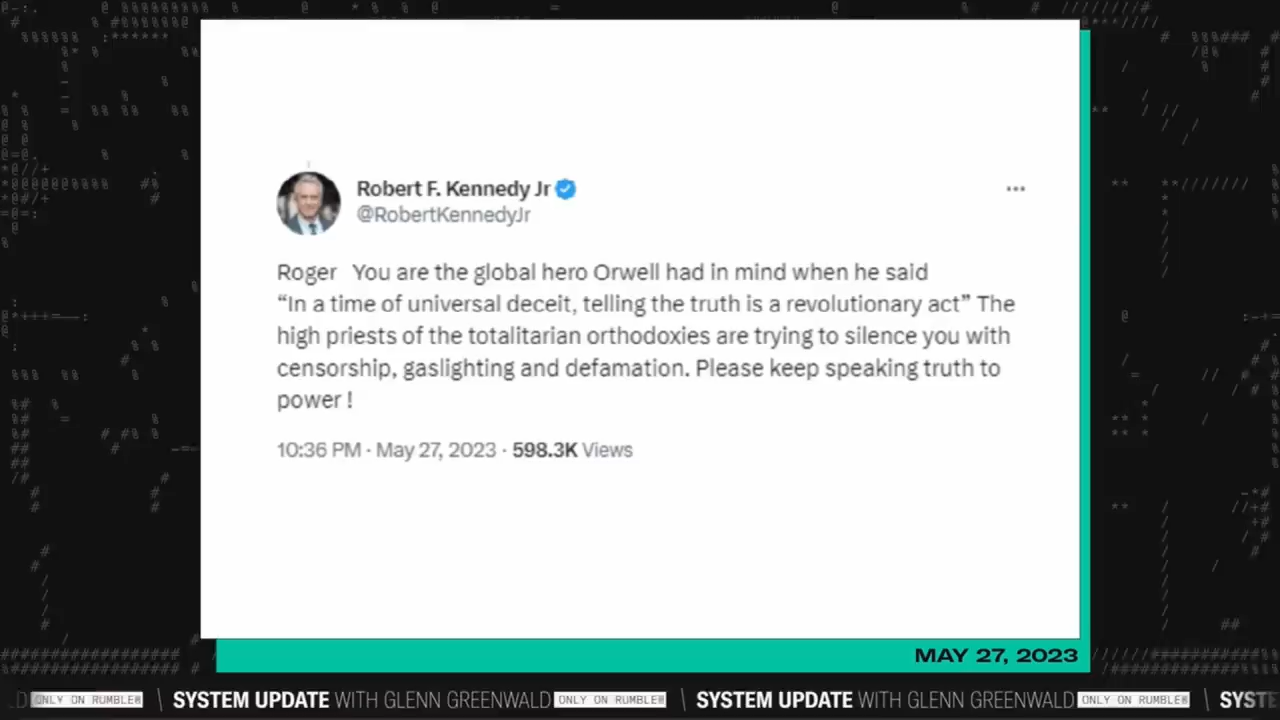 Robert F. Kennedy Jr
@RobertKennedyJr
Roger You are the global hero Orwell had in mind when he said
“In a time of universal deceit, telling the truth is a revolutionary act” The
high priests of the totalitarian orthodoxies are trying to silence you with
censorship, gaslighting and defamation. Please keep speaking truth to
power !
10:36 PM · May 27, 2023 · 598.3K Views
MAY 27, 2023
ONLY ON RUMBLE SYSTEM UPDATE WITH GLENN GREENWALD ONLY ON RUMBLE SYSTEM UPDATE WITH GLENN GREENWALD ONLY ON RUMBLE SYST